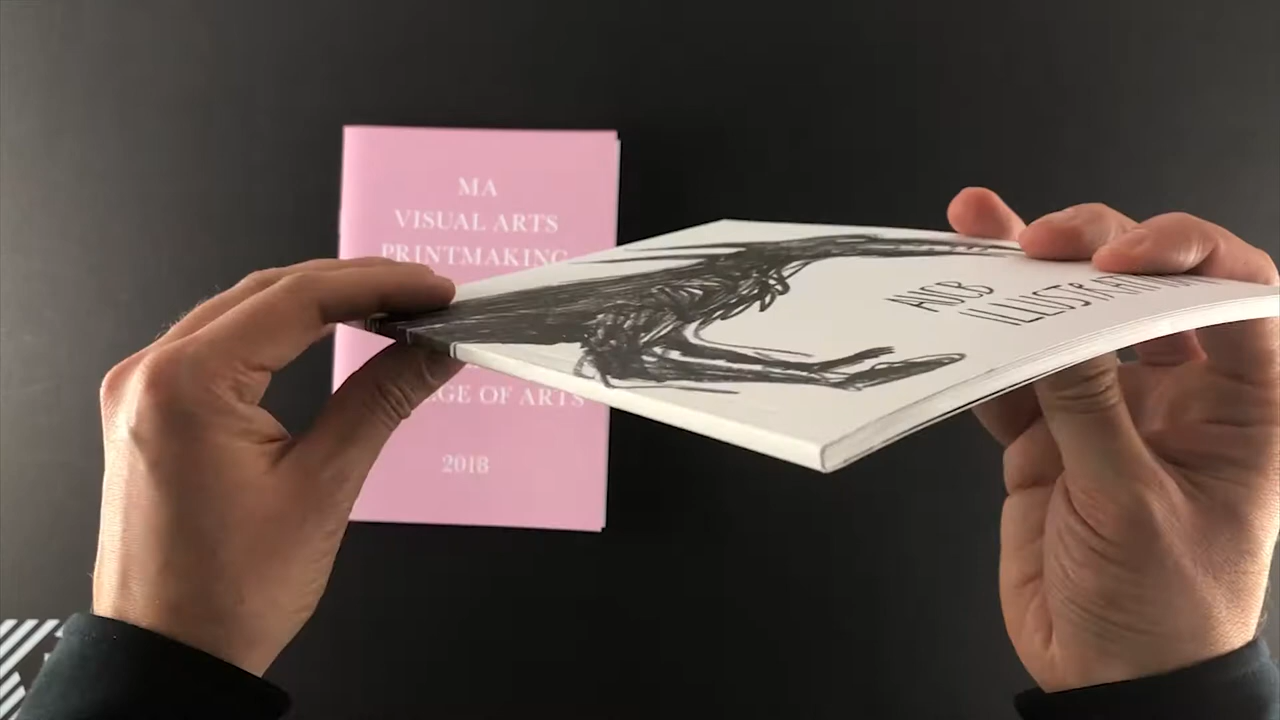 MA
VISUAL ARTS
PRINTMAKING
GE OF ARTS
2018
AUCB
ILLUSTRATION